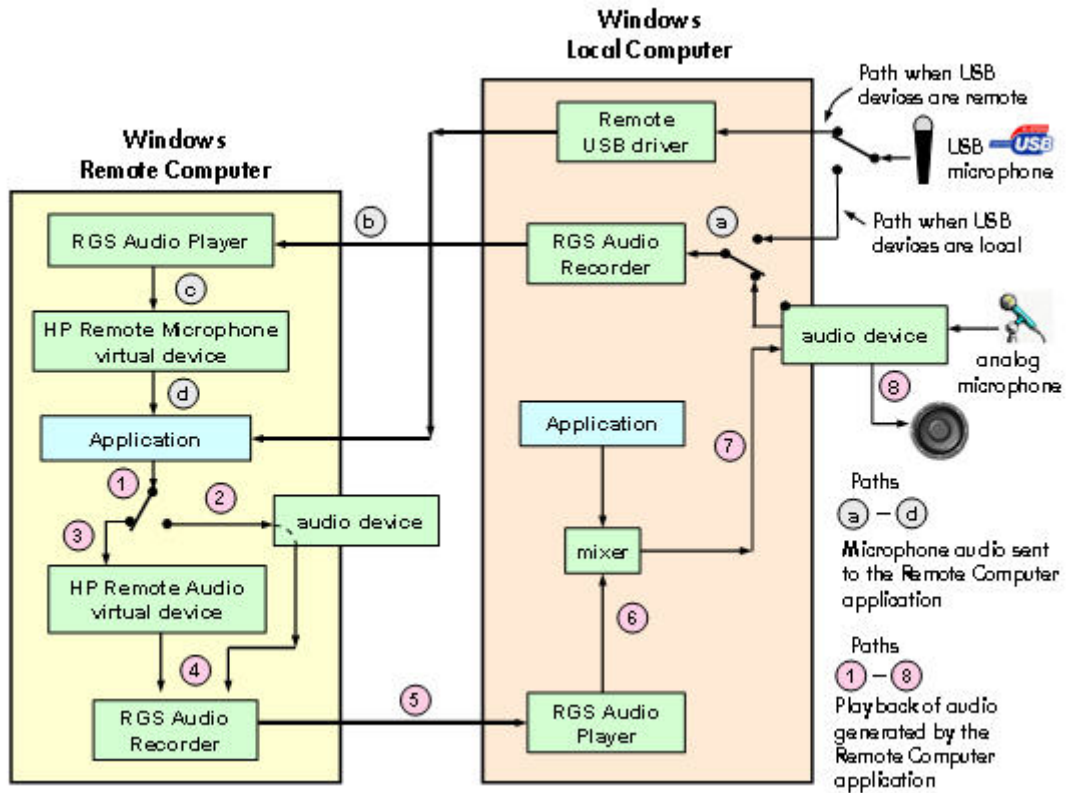 Windows
Local Computer
Path when USB
devices are remote
Remote
USB driver
USB
USB
microphone
Windows
Remote Computer
b
a
Path when USB
devices are local
RGS Audio Player
RGS Audio
Recorder
c
HP Remote Microphone
virtual device
audio device
analog
microphone
d
8
Application
Application
7
1
2
Paths
a – d
Microphone audio sent
to the Remote Computer
application
3
audio device
mixer
HP Remote Audio
virtual device
6
4
Paths
1 – 8
Playback of audio
generated by the
Remote Computer
application
5
RGS Audio
Recorder
RGS Audio
Player